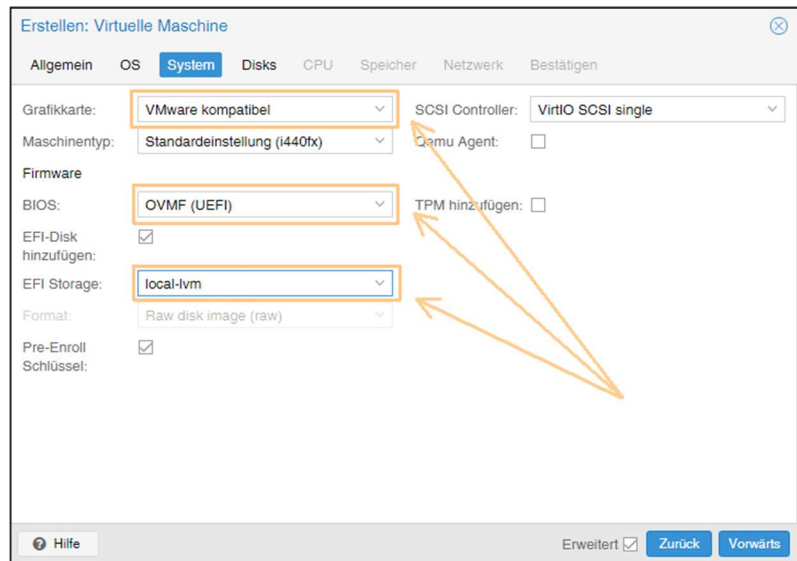 Erstellen: Virtuelle Maschine
Allgemein OS System Disks CPU Speicher Netzwerk Bestätigen
Grafikkarte: VMware kompatibel SCSI Controller: VirtIO SCSI single
Maschinentyp: Standardeinstellung (i440fx) Qemu Agent:
Firmware
BIOS: OVMF (UEFI) TPM hinzufügen:
EFI-Disk
hinzufügen:
EFI Storage: local-lvm
Format: Raw disk image (raw)
Pre-Enroll
Schlüssel:
Hilfe Erweitert Zurück Vorwärts